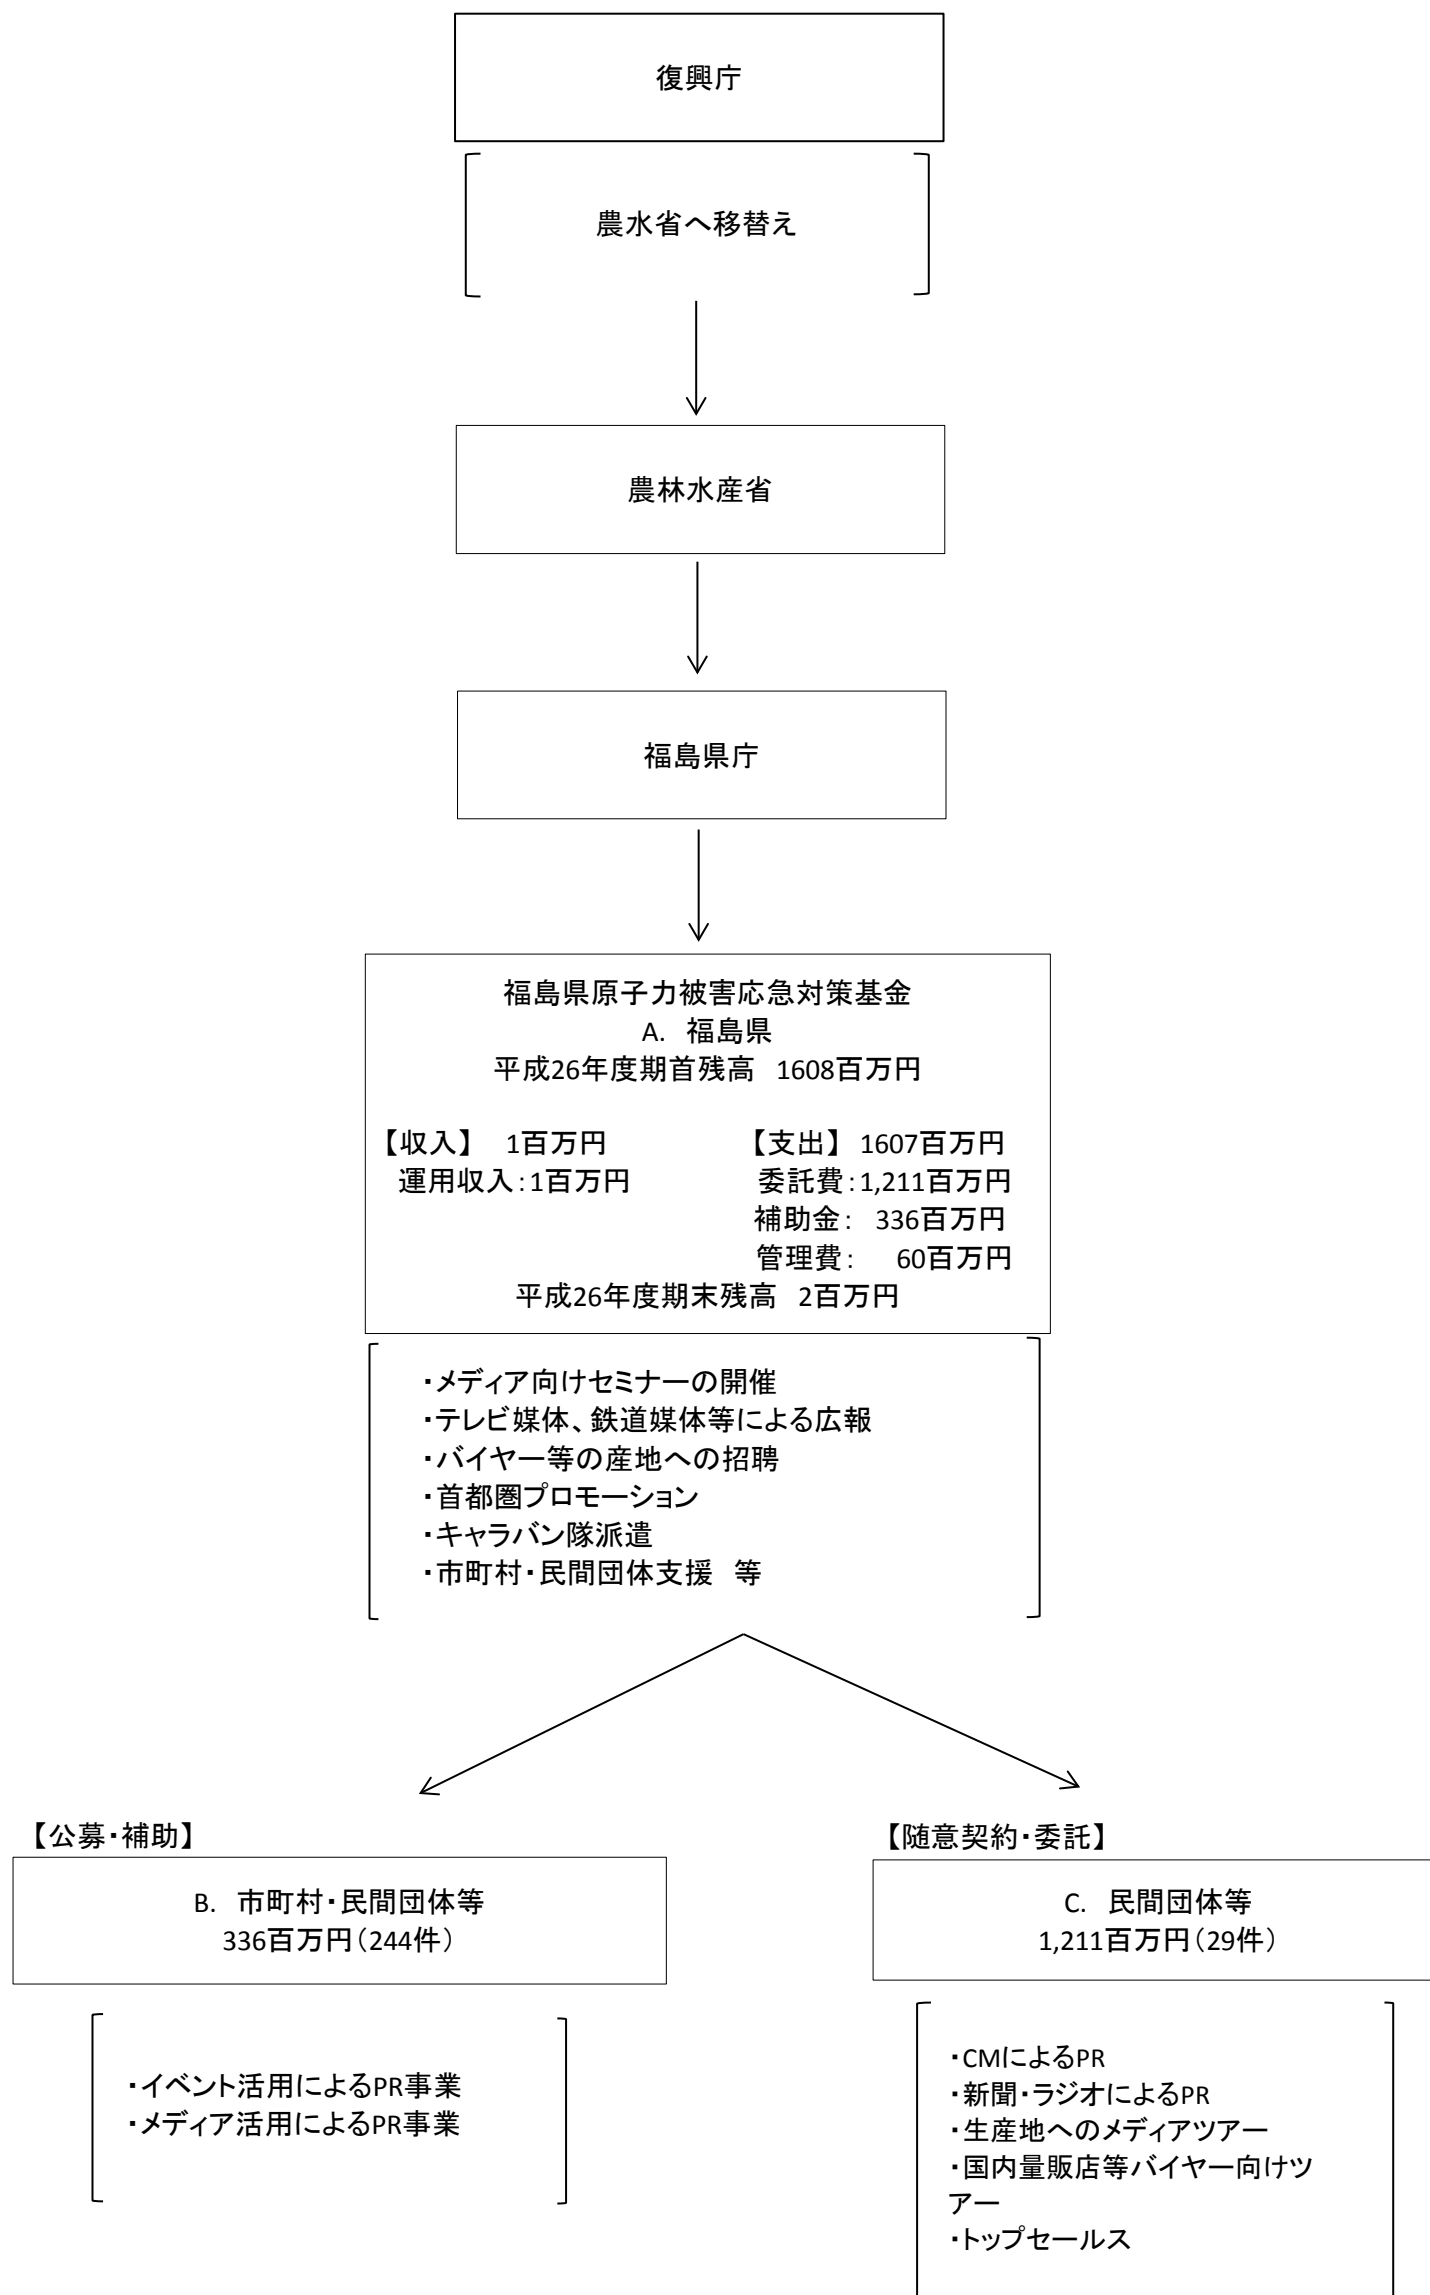 復興庁
農水省へ移替え
農林水産省
福島県庁
福島県原子力被害応急対策基金
A. 福島県
平成26年度期首残高 1608百万円
【収入】 1百万円 【支出】 1607百万円
運用収入:1百万円 委託費:1,211百万円
補助金: 336百万円
管理費: 60百万円
平成26年度期末残高 2百万円
・メディア向けセミナーの開催
・テレビ媒体、鉄道媒体等による広報
・バイヤー等の産地への招聘
・首都圏プロモーション
・キャラバン隊派遣
・市町村・民間団体支援 等
【公募・補助】
B. 市町村・民間団体等
336百万円(244件)
・イベント活用によるPR事業
・メディア活用によるPR事業
【随意契約・委託】
C. 民間団体等
1,211百万円(29件)
・CMによるPR
・新聞・ラジオによるPR
・生産地へのメディアツアー
・国内量販店等バイヤー向けツ
アー
・トップセールス